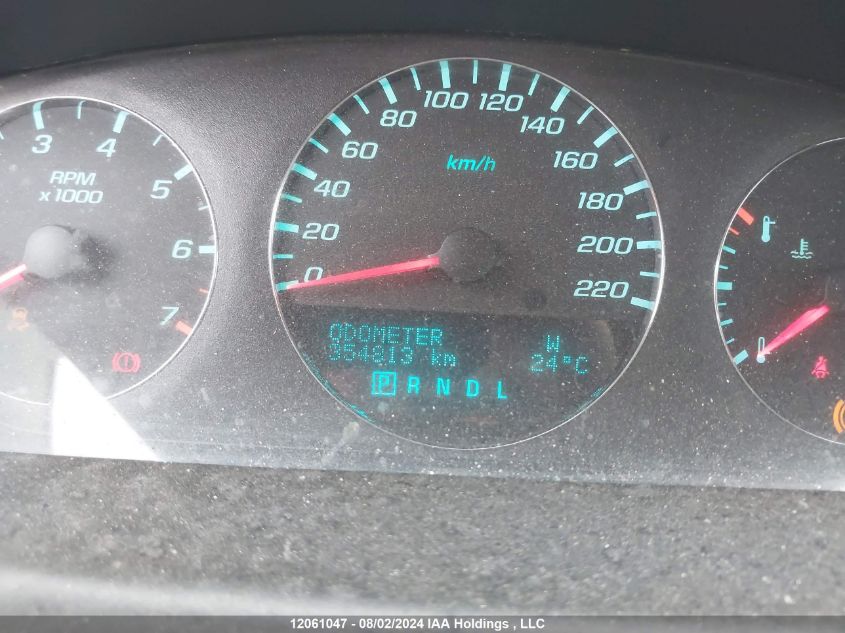 3
4
5
6
7
RPM
x 1000
0
20
40
60
80
100
120
140
160
180
200
220
km/h
ODOMETER
354813 km
W
24°C
P R N D L
12061047 - 08/02/2024 IAA Holdings , LLC